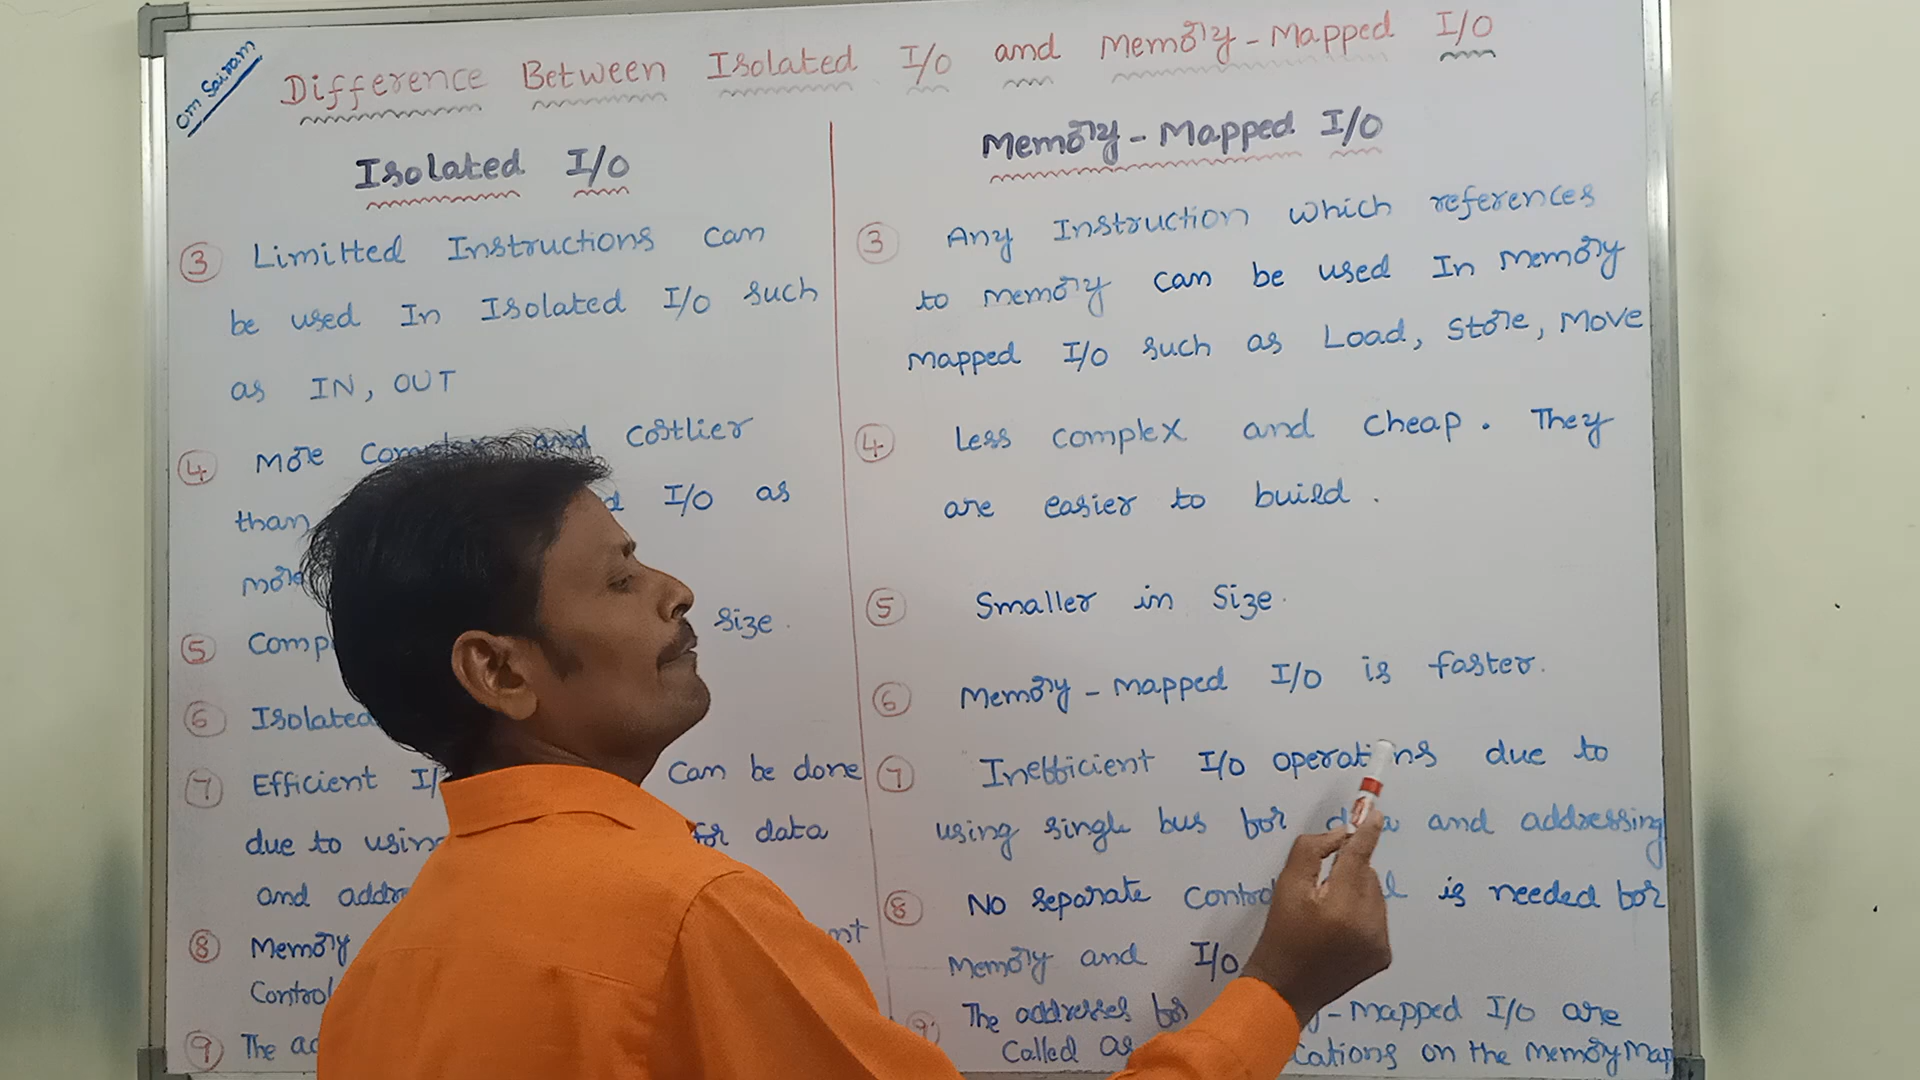 Om Sairam
Difference Between Isolated I/O and Memory-Mapped I/O
Isolated I/O
③ Limitted Instructions can
be used In Isolated I/O such
as IN, OUT
④ More and costlier
than I/O as
more
⑤ size.
⑥ Isolated
⑦ Efficient can be done
due to using for data
and
⑧ Memory
Control
⑨ The
Memory-Mapped I/O
③ Any Instruction which references
to memory can be used In memory
mapped I/O such as Load, Store, Move
④ Less complex and cheap. They
are easier to build.
⑤ Smaller in Size.
⑥ Memory-mapped I/O is faster.
⑦ Inefficient I/O operations due to
using single bus for data and addressing
⑧ No separate control is needed for
Memory and I/O
9. The addresses for -mapped I/O are
called as on the memory map